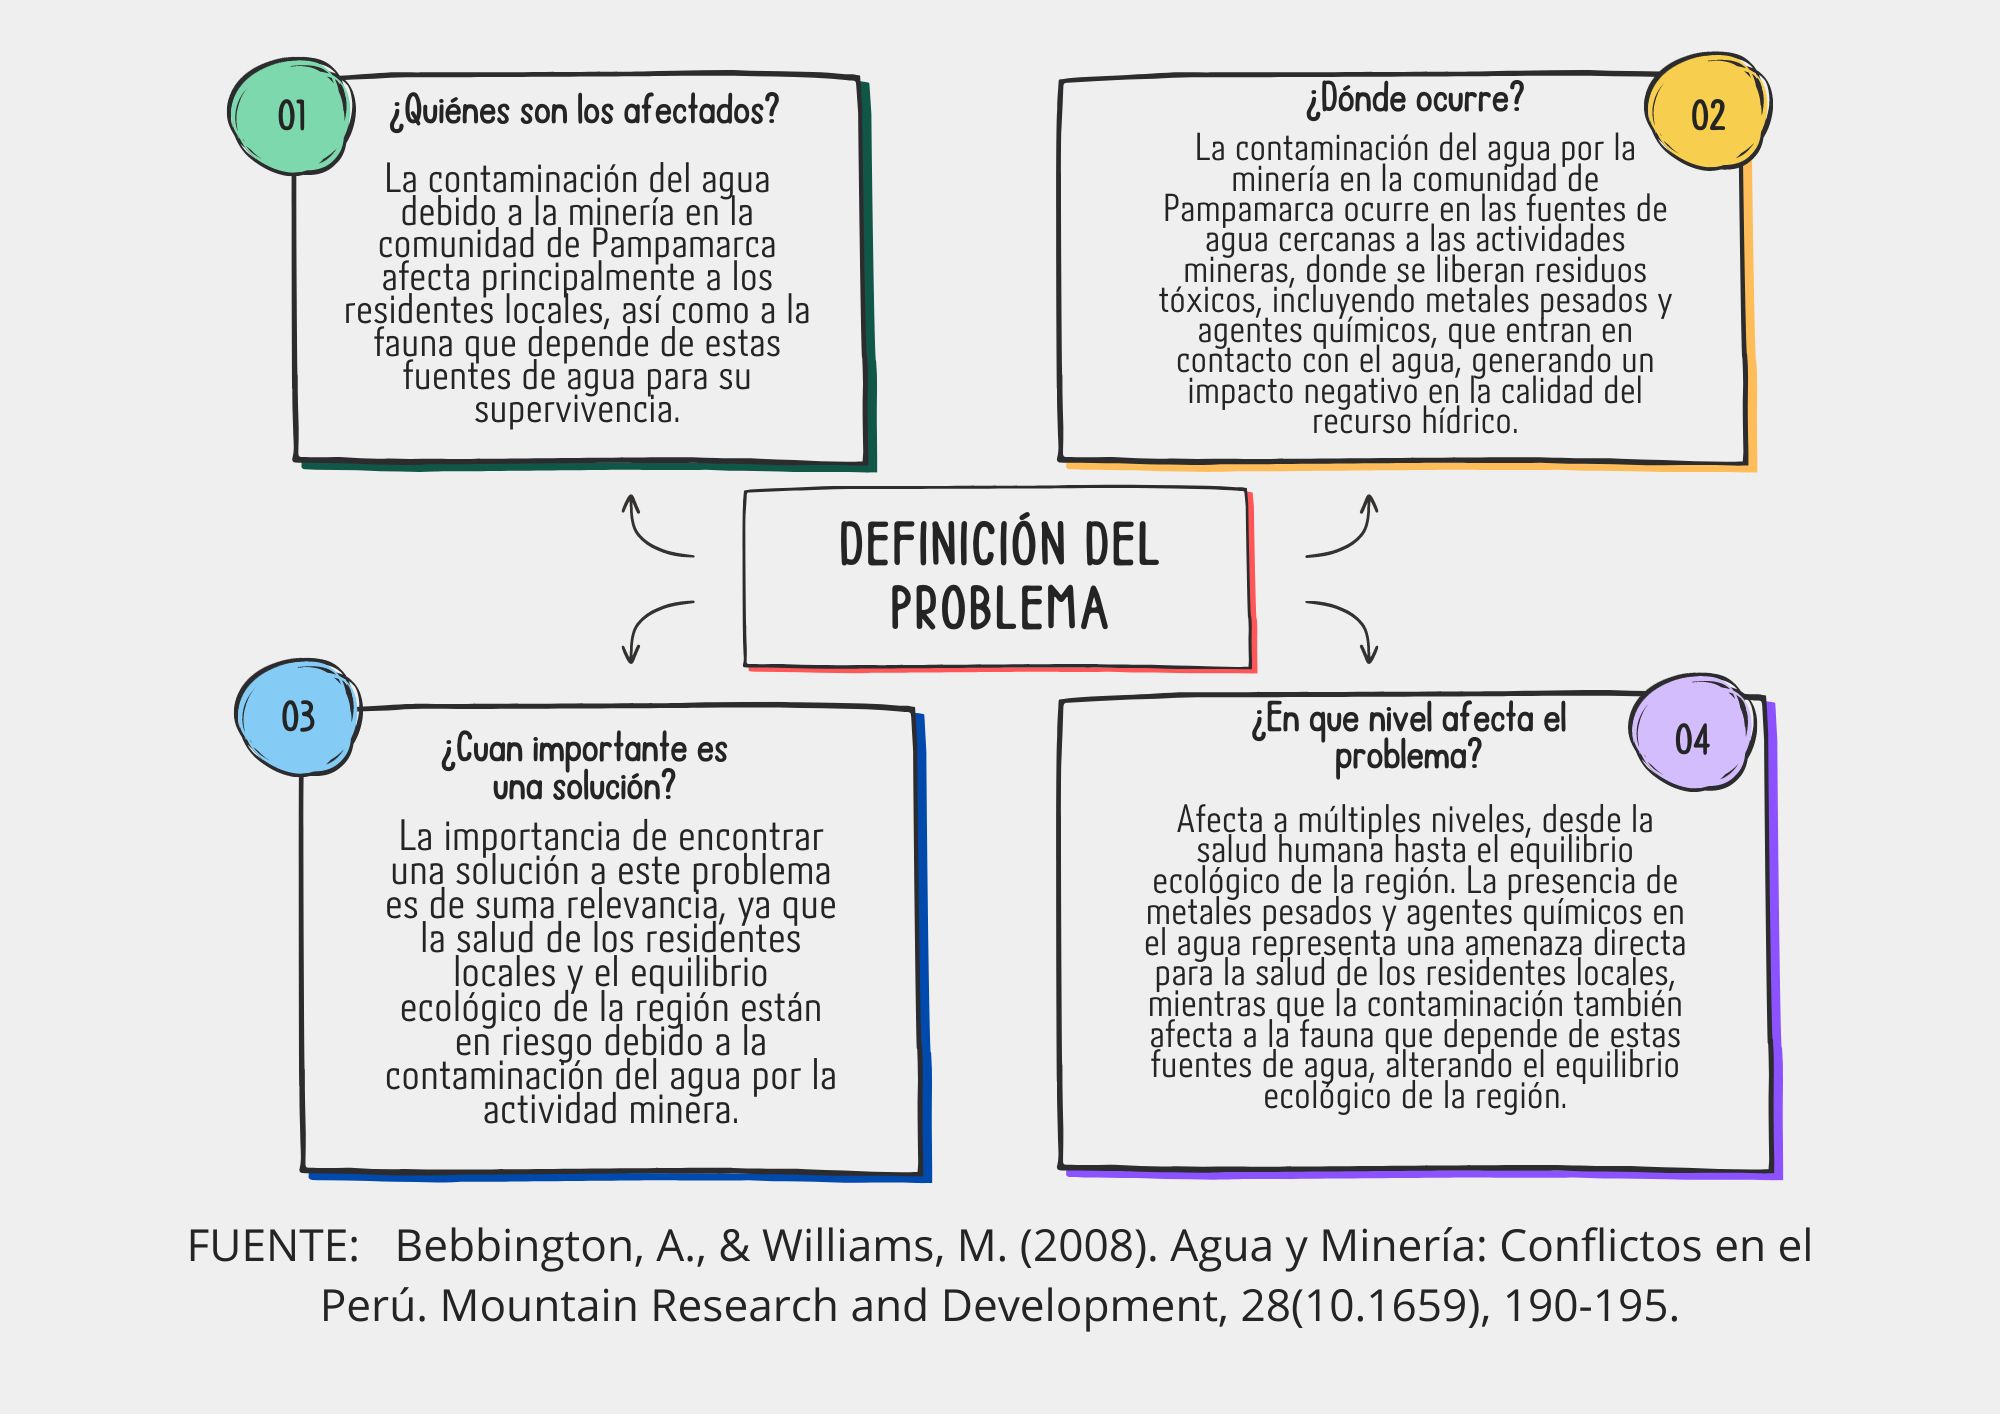 01
¿Quiénes son los afectados?
La contaminación del agua
debido a la minería en la
comunidad de Pampamarca
afecta principalmente a los
residentes locales, así como a la
fauna que depende de estas
fuentes de agua para su
supervivencia.
02
¿Dónde ocurre?
La contaminación del agua por la
minería en la comunidad de
Pampamarca ocurre en las fuentes de
agua cercanas a las actividades
mineras, donde se liberan residuos
tóxicos, incluyendo metales pesados y
agentes químicos, que entran en
contacto con el agua, generando un
impacto negativo en la calidad del
recurso hídrico.
DEFINICIÓN DEL
PROBLEMA
03
¿Cuan importante es
una solución?
La importancia de encontrar
una solución a este problema
es de suma relevancia, ya que
la salud de los residentes
locales y el equilibrio
ecológico de la región están
en riesgo debido a la
contaminación del agua por la
actividad minera.
04
¿En que nivel afecta el
problema?
Afecta a múltiples niveles, desde la
salud humana hasta el equilibrio
ecológico de la región. La presencia de
metales pesados y agentes químicos en
el agua representa una amenaza directa
para la salud de los residentes locales,
mientras que la contaminación también
afecta a la fauna que depende de estas
fuentes de agua, alterando el equilibrio
ecológico de la región.
FUENTE: Bebbington, A., & Williams, M. (2008). Agua y Minería: Conflictos en el
Perú. Mountain Research and Development, 28(10.1659), 190-195.